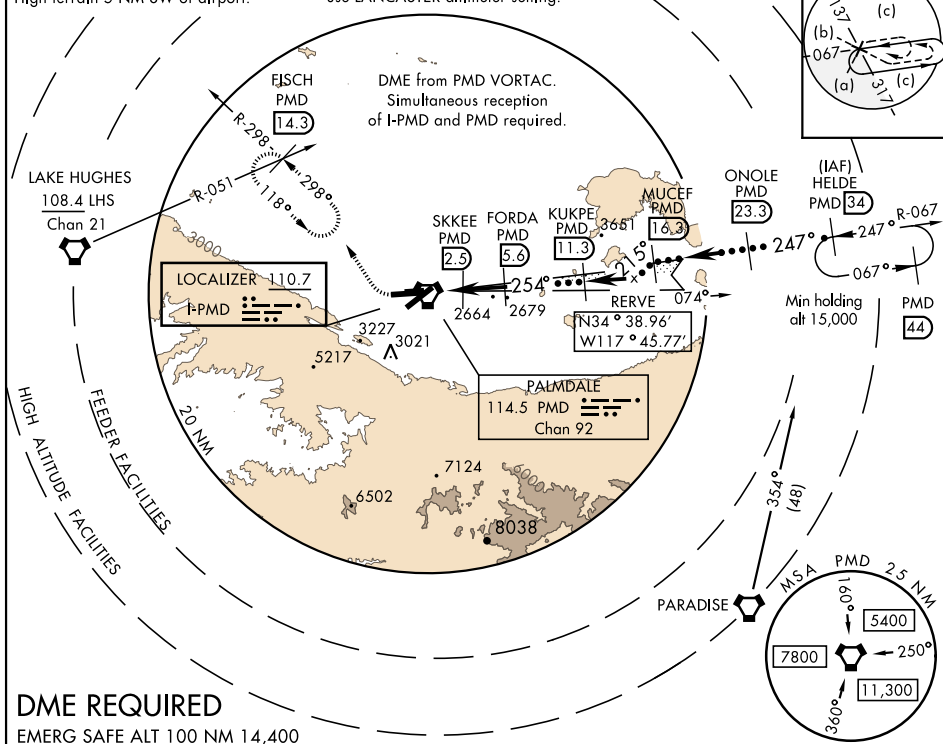 High terrain 5 NM SW of airport.
use LANCASTER altimeter setting.
137
(c)
(b)
067
(a)
(c)
317
FISCH
PMD
14.3
DME from PMD VORTAC.
Simultaneous reception
of I-PMD and PMD required.
R-298
298°
118°
R-051
LAKE HUGHES
108.4 LHS
Chan 21
3000
SKKEE
PMD
2.5
FORDA
PMD
5.6
KUKPE
PMD
11.3
3651
MUCEF
PMD
16.3
ONOLE
PMD
23.3
(IAF)
HELDE
PMD 34
R-067
247°
247°
067°
PMD
44
Min holding
alt 15,000
LOCALIZER 110.7
I-PMD
254°
215°
x
074°
RERVE
N34° 38.96'
W117° 45.77'
2664
2679
3227
3021
5217
PALMDALE
114.5 PMD
Chan 92
20 NM
7124
6000
6502
8038
FEEDER FACILITIES
HIGH ALTITUDE FACILITIES
354°
(48)
PARADISE
MSA PMD 25 NM
160°
5400
7800
250°
11,300
360°
DME REQUIRED
EMERG SAFE ALT 100 NM 14,400